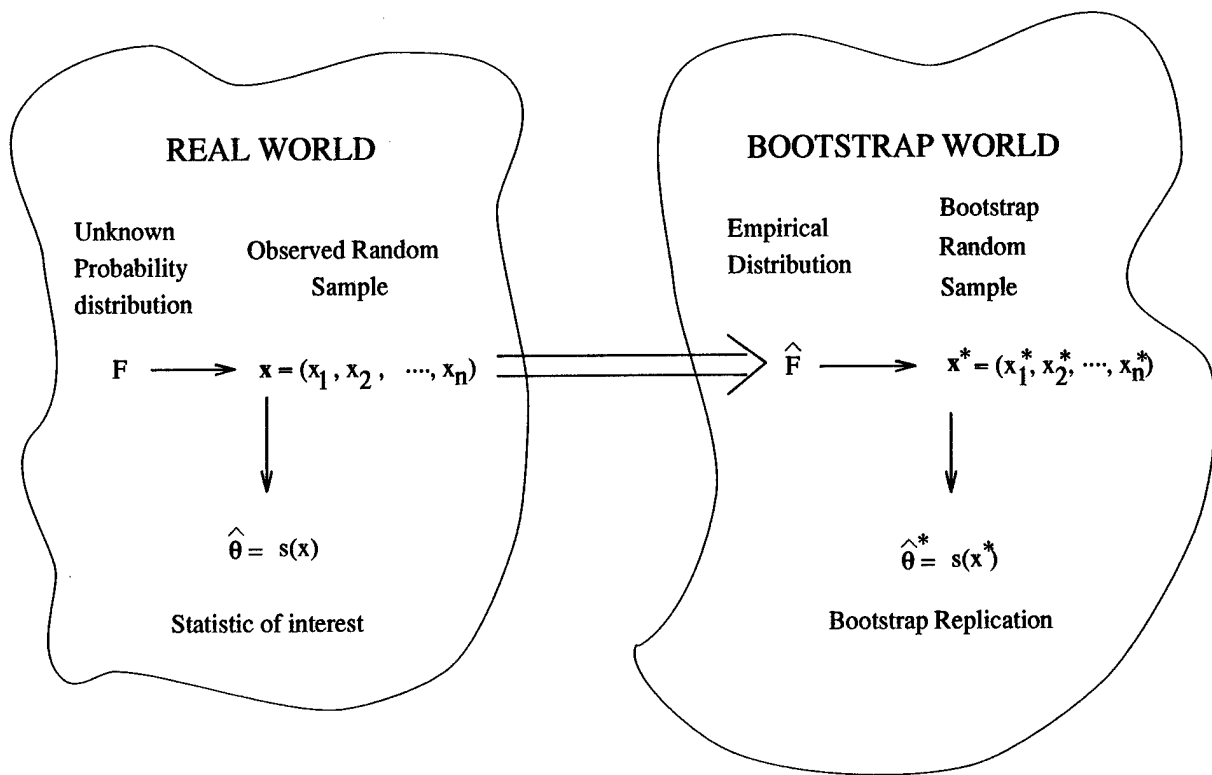 REAL WORLD
Unknown
Probability
distribution
Observed Random
Sample
F
x = (x₁, x₂, ...., xₙ)
θ̂ = s(x)
Statistic of interest
BOOTSTRAP WORLD
Empirical
Distribution
Bootstrap
Random
Sample
F̂
x* = (x₁*, x₂*, ...., xₙ*)
θ̂* = s(x*)
Bootstrap Replication